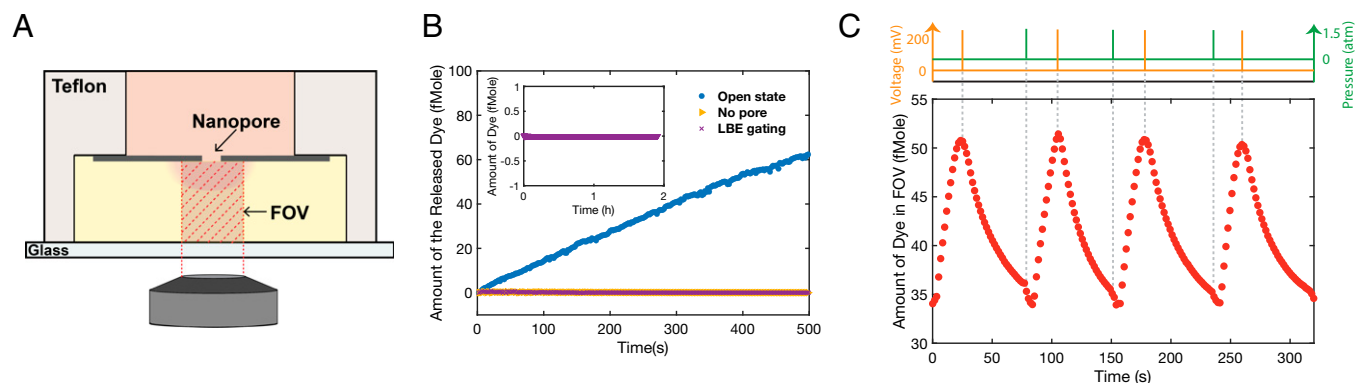 A
Teflon
Nanopore
FOV
Glass
B
Amount of the Released Dye (fMole)
100
80
60
40
20
0
0 100 200 300 400 500
Time(s)
Open state
No pore
LBE gating
Amount of Dye (fMole)
1
0.5
0
-0.5
-1
0 1 2
Time (h)
C
Voltage (mV)
200
0
1.5
0
Pressure (atm)
Amount of Dye in FOV (fMole)
55
50
45
40
35
30
0 50 100 150 200 250 300
Time (s)